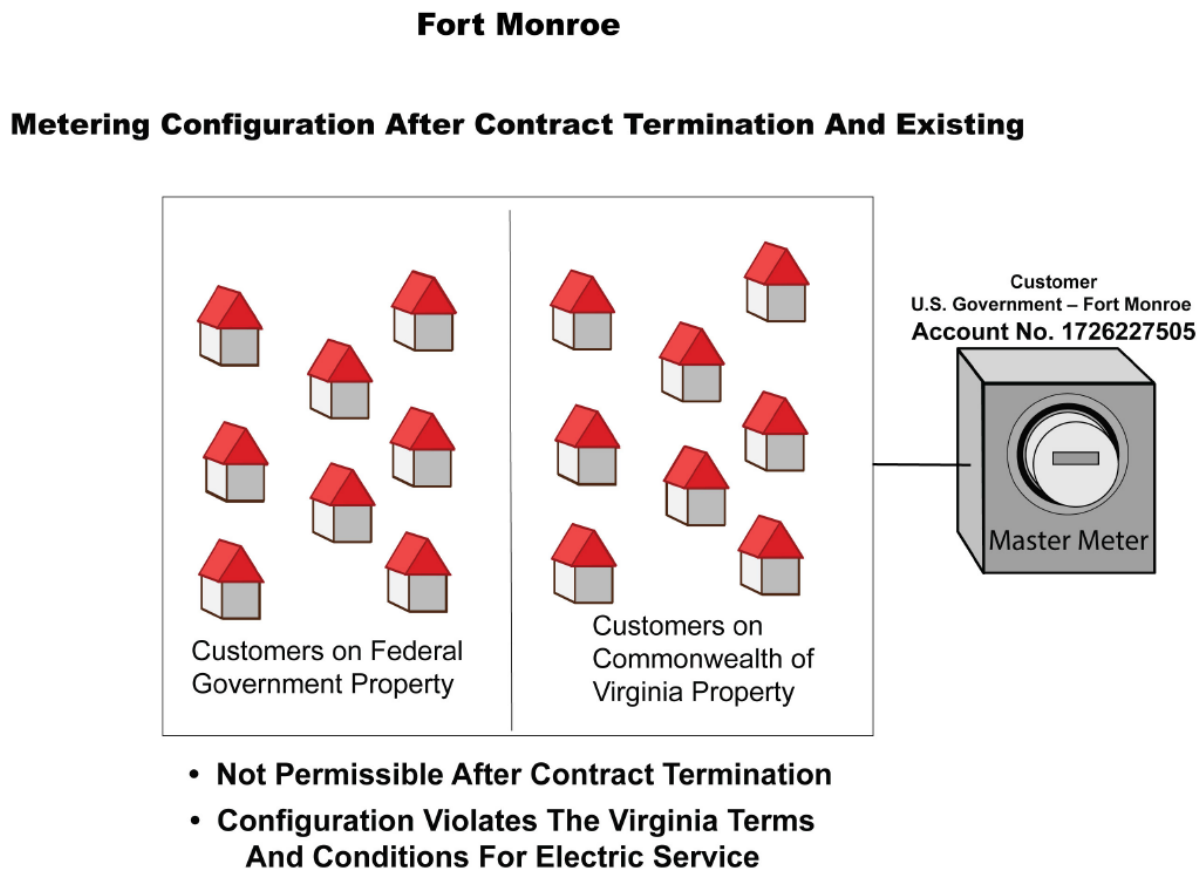 Fort Monroe
Metering Configuration After Contract Termination And Existing
Customer
U.S. Government – Fort Monroe
Account No. 1726227505
Master Meter
Customers on Federal
Government Property
Customers on
Commonwealth of
Virginia Property
• Not Permissible After Contract Termination
• Configuration Violates The Virginia Terms
And Conditions For Electric Service